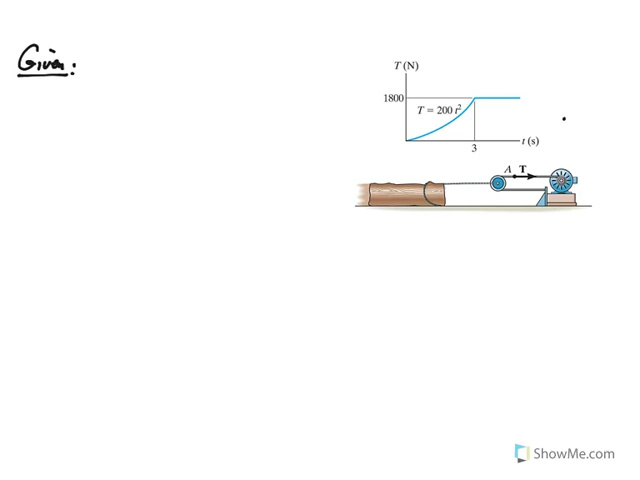 Given:
T (N)
1800
T = 200 t²
t (s)
3
A T
ShowMe.com